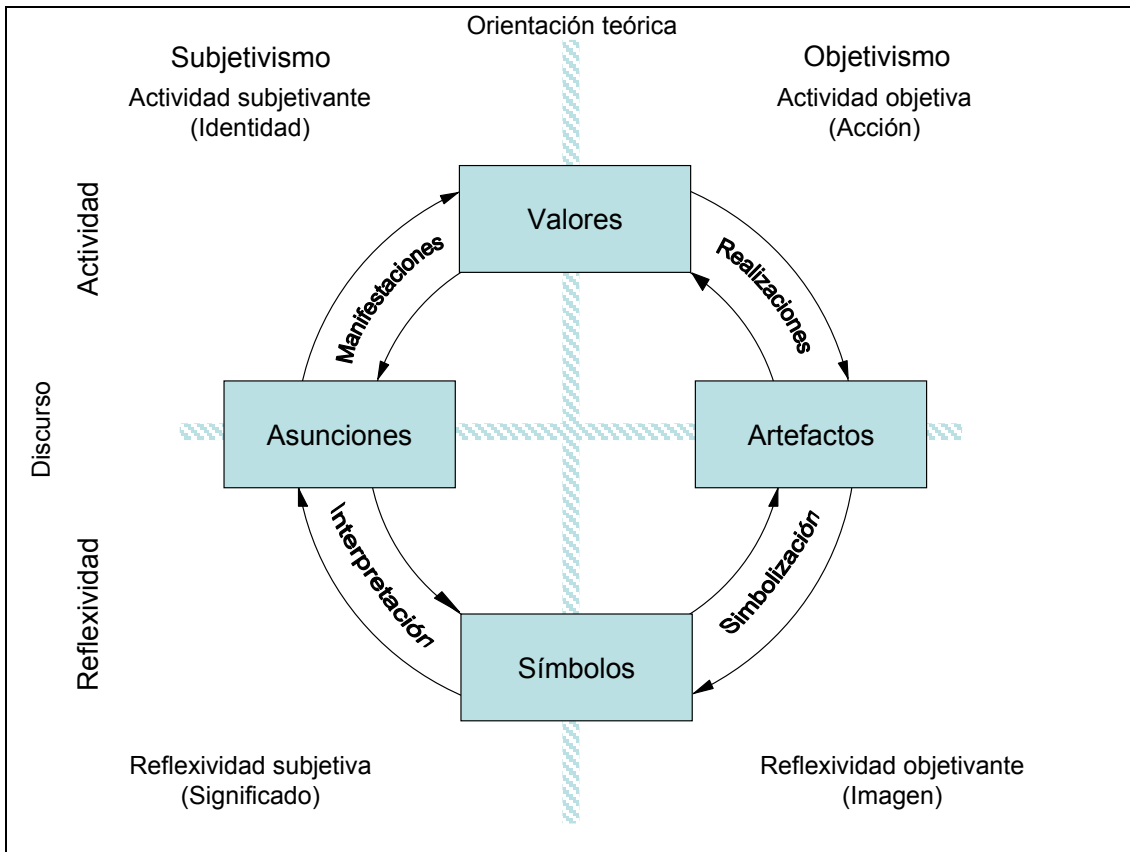 Orientación teórica
Subjetivismo
Objetivismo
Actividad subjetivante
(Identidad)
Actividad objetiva
(Acción)
Actividad
Valores
Manifestaciones
Realizaciones
Discurso
Asunciones
Artefactos
Reflexividad
Interpretación
Simbolización
Símbolos
Reflexividad subjetiva
(Significado)
Reflexividad objetivante
(Imagen)